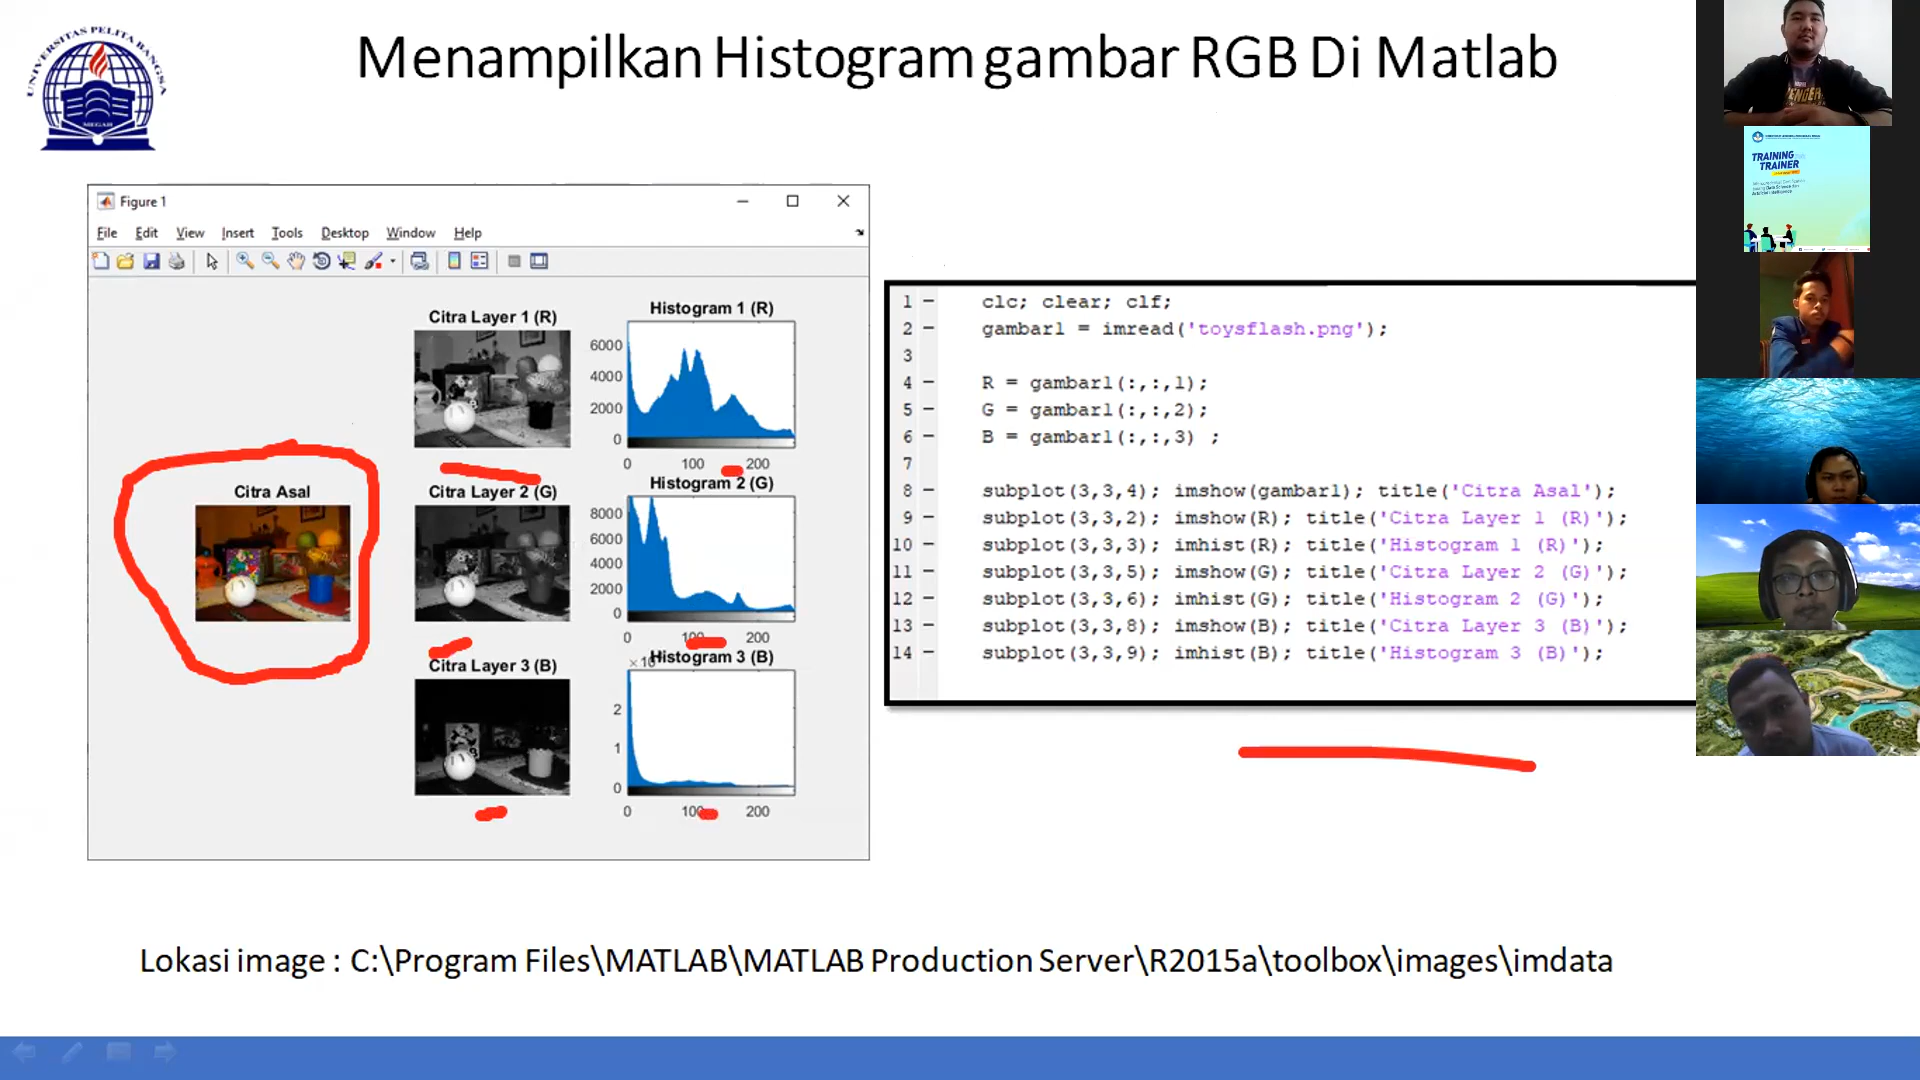 Menampilkan Histogram gambar RGB Di Matlab
UNIVERSITAS PELITA BANGSA
Figure 1
File Edit View Insert Tools Desktop Window Help
Citra Layer 1 (R)
Histogram 1 (R)
6000
4000
2000
0
0 100 200
Citra Asal
Citra Layer 2 (G)
Histogram 2 (G)
8000
6000
4000
2000
0
0 100 200
Citra Layer 3 (B)
Histogram 3 (B)
2
1
0
0 100 200
1 clc; clear; clf;
2 gambar1 = imread('toysflash.png');
3
4 R = gambar1(:,:,1);
5 G = gambar1(:,:,2);
6 B = gambar1(:,:,3) ;
7
8 subplot(3,3,4); imshow(gambar1); title('Citra Asal');
9 subplot(3,3,2); imshow(R); title('Citra Layer 1 (R)');
10 subplot(3,3,3); imhist(R); title('Histogram 1 (R)');
11 subplot(3,3,5); imshow(G); title('Citra Layer 2 (G)');
12 subplot(3,3,6); imhist(G); title('Histogram 2 (G)');
13 subplot(3,3,8); imshow(B); title('Citra Layer 3 (B)');
14 subplot(3,3,9); imhist(B); title('Histogram 3 (B)');
Lokasi image : C:\Program Files\MATLAB\MATLAB Production Server\R2015a\toolbox\images\imdata
TRAINING
TRAINER